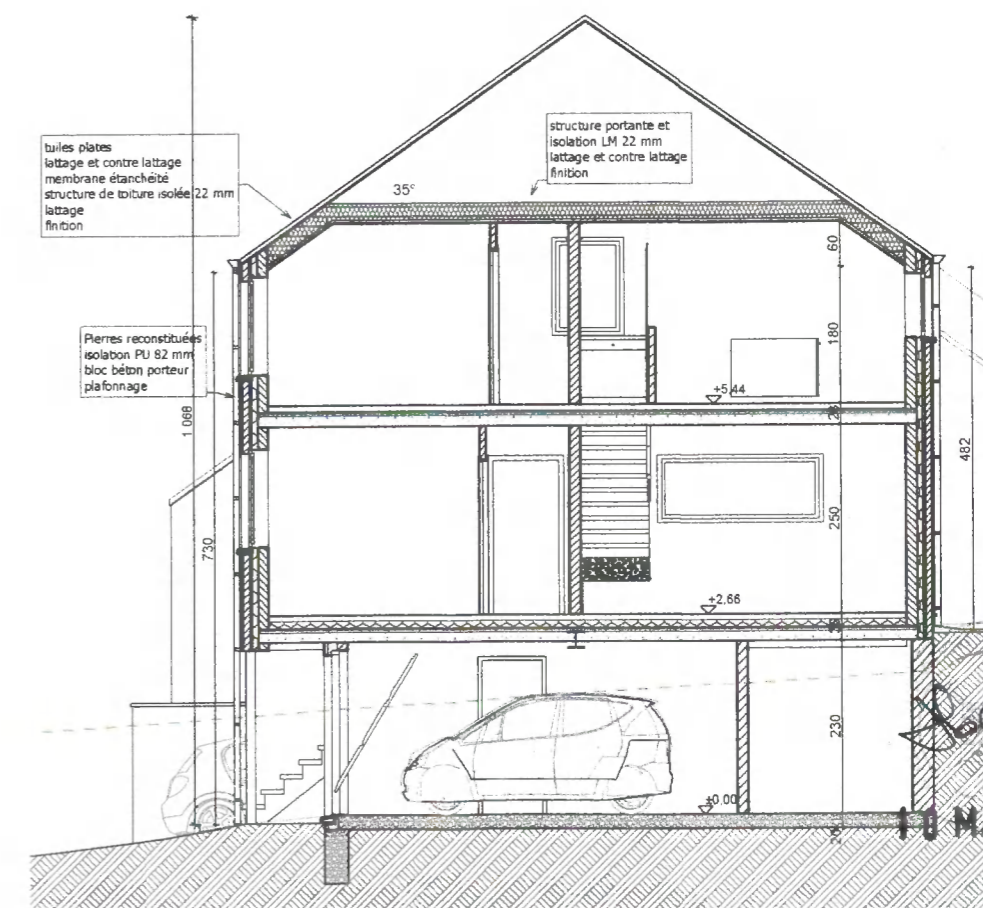 tuiles plates
lattage et contre lattage
membrane étanchéité
structure de toiture isolée 22 mm
lattage
finition
structure portante et
isolation LM 22 mm
lattage et contre lattage
finition
35°
60
Pierres reconstituées
isolation PU 82 mm
bloc béton porteur
plafonnage
180
+5,44
1 068
482
730
250
+2,66
230
±0,00
20
M